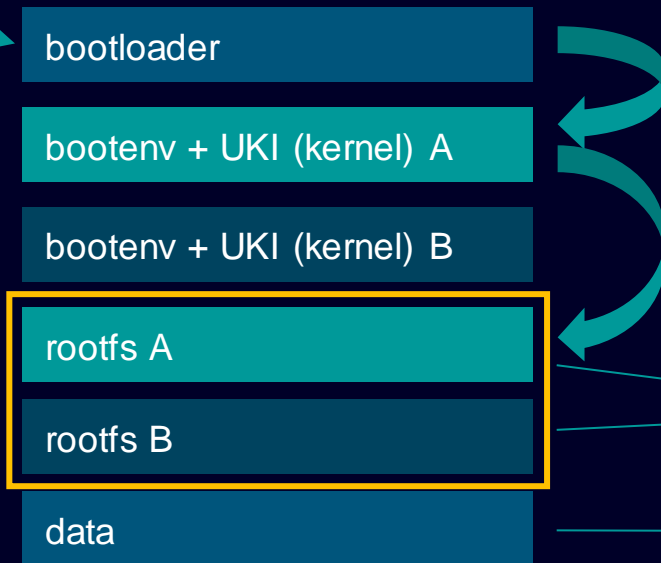 bootloader
bootenv + UKI (kernel) A
bootenv + UKI (kernel) B
rootfs A
rootfs B
data